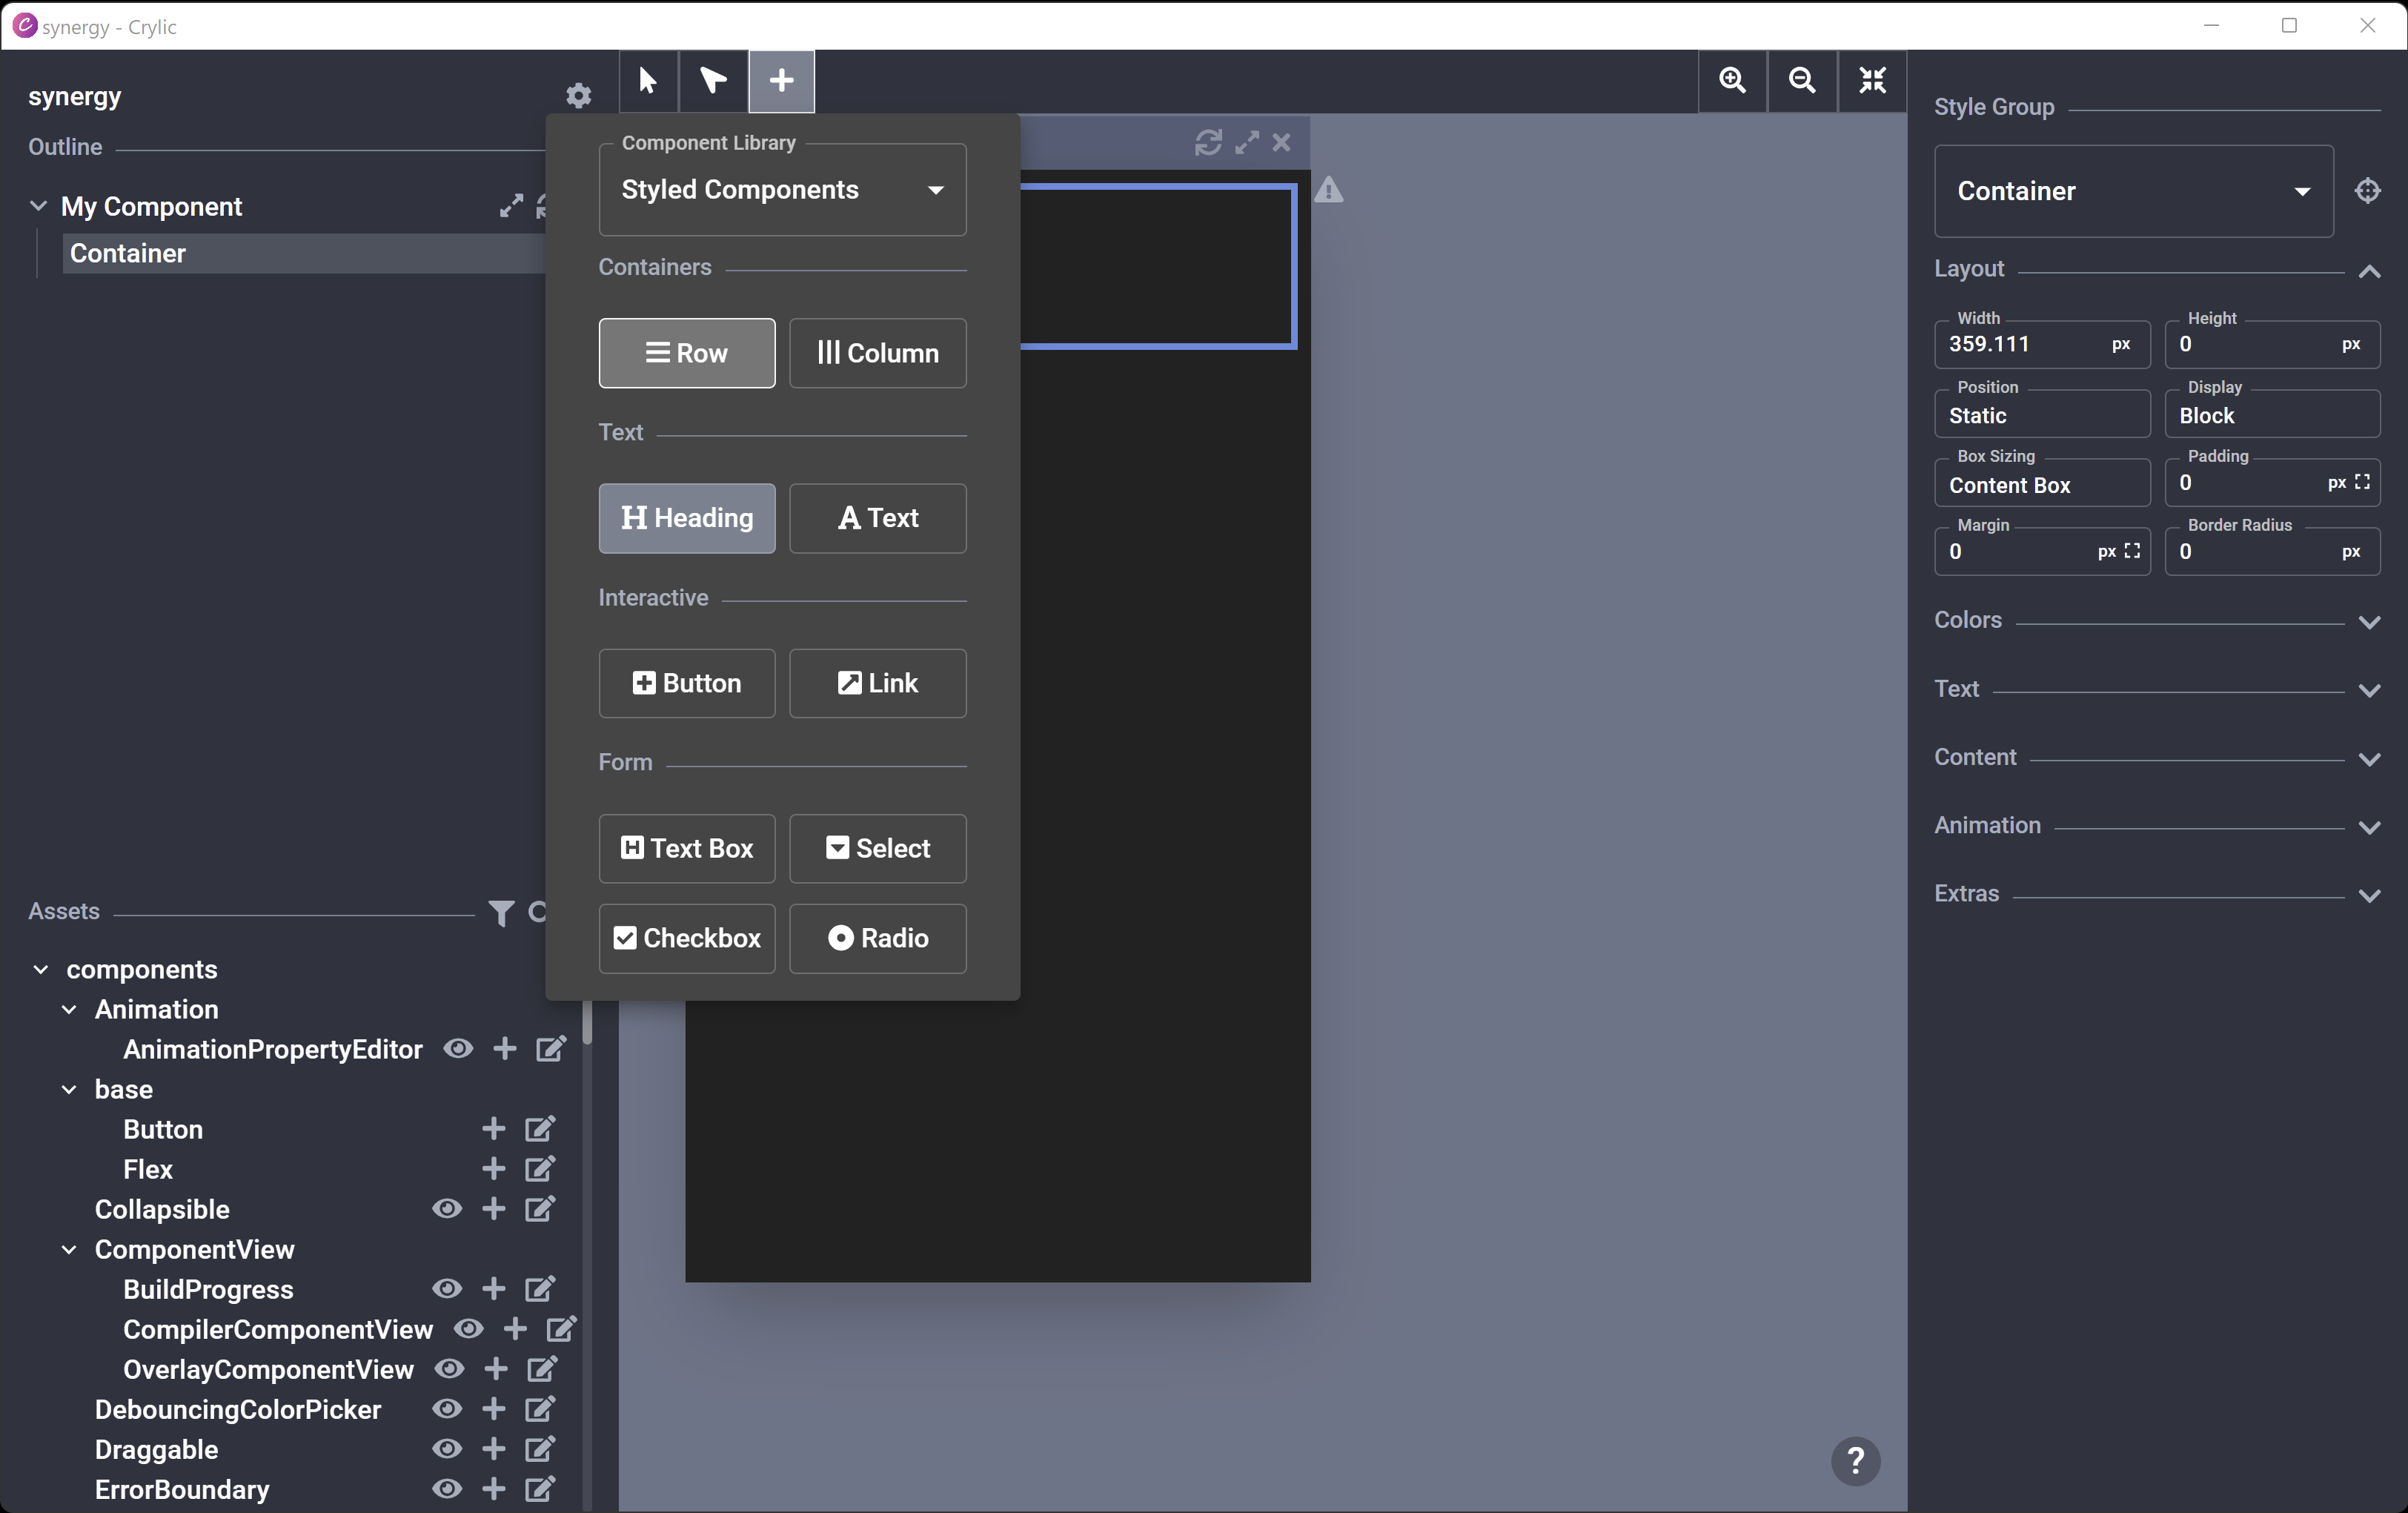 synergy - Crylic
synergy
Outline
My Component
Container
Component Library
Styled Components
Containers
Row
Column
Text
Heading
Text
Interactive
Button
Link
Form
Text Box
Select
Checkbox
Radio
Assets
components
Animation
AnimationPropertyEditor
base
Button
Flex
Collapsible
ComponentView
BuildProgress
CompilerComponentView
OverlayComponentView
DebouncingColorPicker
Draggable
ErrorBoundary
?
Style Group
Container
Layout
Width
359.111 px
Height
0 px
Position
Static
Display
Block
Box Sizing
Content Box
Padding
0 px
Margin
0 px
Border Radius
0 px
Colors
Text
Content
Animation
Extras